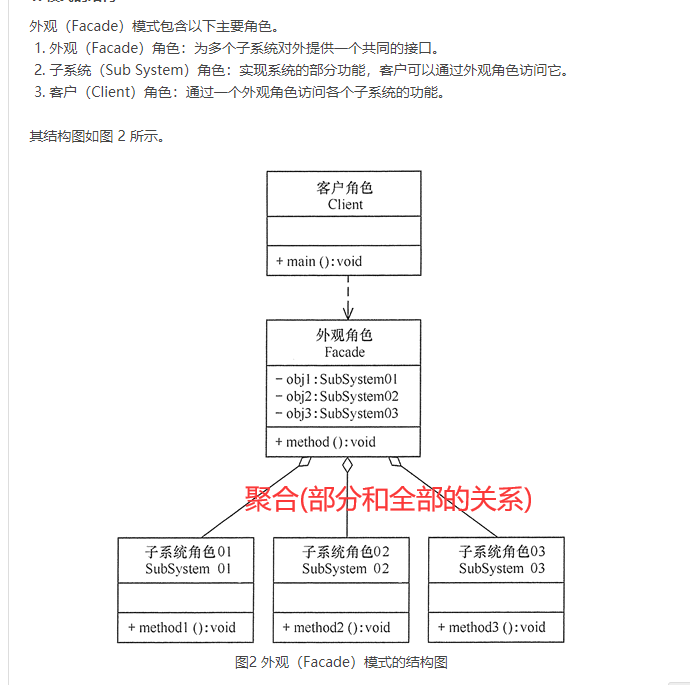 外观（Facade）模式包含以下主要角色。
1. 外观（Facade）角色：为多个子系统对外提供一个共同的接口。
2. 子系统（Sub System）角色：实现系统的部分功能，客户可以通过外观角色访问它。
3. 客户（Client）角色：通过一个外观角色访问各个子系统的功能。
其结构图如图 2 所示。
客户角色
Client
+ main ():void
外观角色
Facade
- obj1:SubSystem01
- obj2:SubSystem02
- obj3:SubSystem03
+ method ():void
聚合(部分和全部的关系)
子系统角色01
SubSystem 01
+ method1 ():void
子系统角色02
SubSystem 02
+ method2 ():void
子系统角色03
SubSystem 03
+ method3 ():void
图2 外观（Facade）模式的结构图